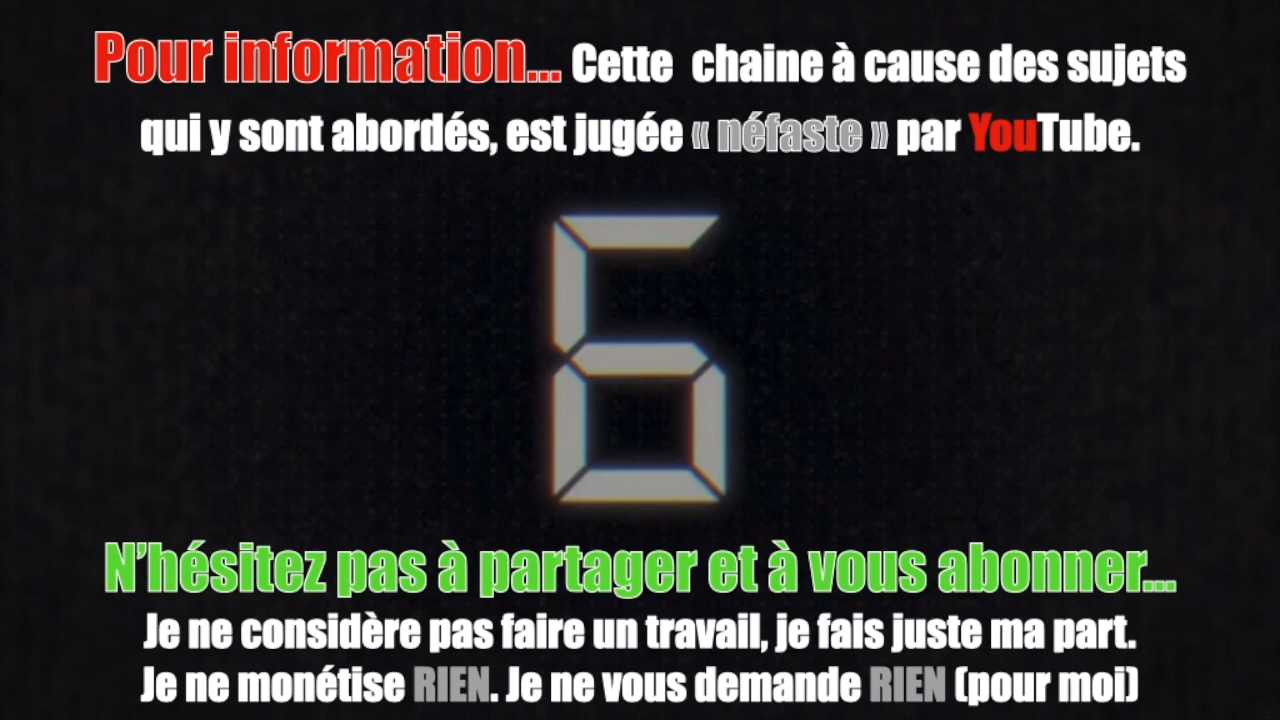 Pour information... Cette chaine à cause des sujets
qui y sont abordés, est jugée « néfaste » par YouTube.
6
N'hésitez pas à partager et à vous abonner...
Je ne considère pas faire un travail, je fais juste ma part.
Je ne monétise RIEN. Je ne vous demande RIEN (pour moi)